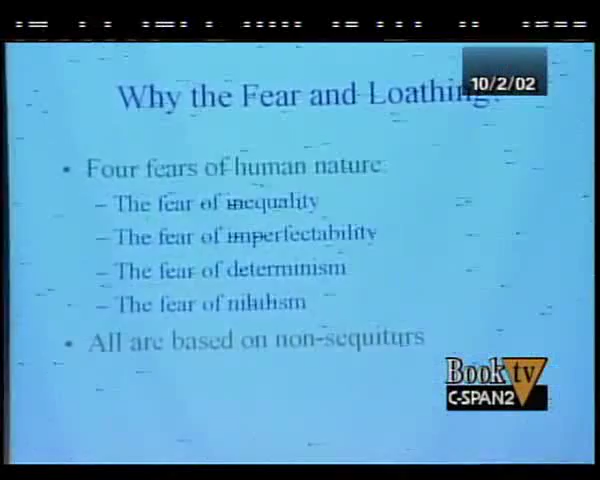 10/2/02
Why the Fear and Loathing?
• Four fears of human nature
– The fear of inequality
– The fear of imperfectability
– The fear of determinism
– The fear of nihilism
• All are based on non-sequiturs
Book tv
C-SPAN2